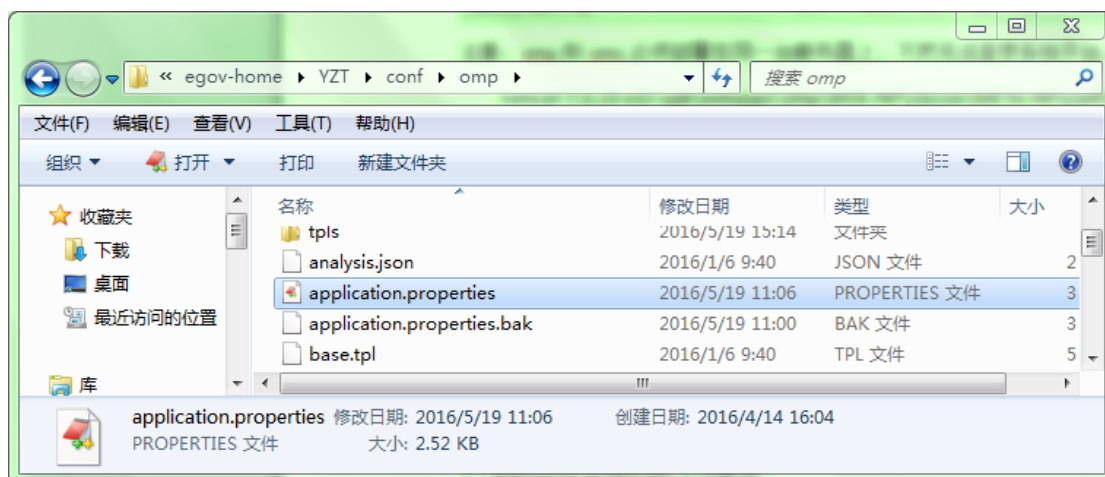 « egov-home ▸ YZT ▸ conf ▸ omp ▸
搜索 omp
文件(F) 编辑(E) 查看(V) 工具(T) 帮助(H)
组织 打开 打印 新建文件夹
收藏夹
下载
桌面
最近访问的位置
库
名称 修改日期 类型 大小
tpls 2016/5/19 15:14 文件夹
analysis.json 2016/1/6 9:40 JSON 文件 2
application.properties 2016/5/19 11:06 PROPERTIES 文件 3
application.properties.bak 2016/5/19 11:00 BAK 文件 3
base.tpl 2016/1/6 9:40 TPL 文件 5
application.properties 修改日期: 2016/5/19 11:06 创建日期: 2016/4/14 16:04
PROPERTIES 文件 大小: 2.52 KB